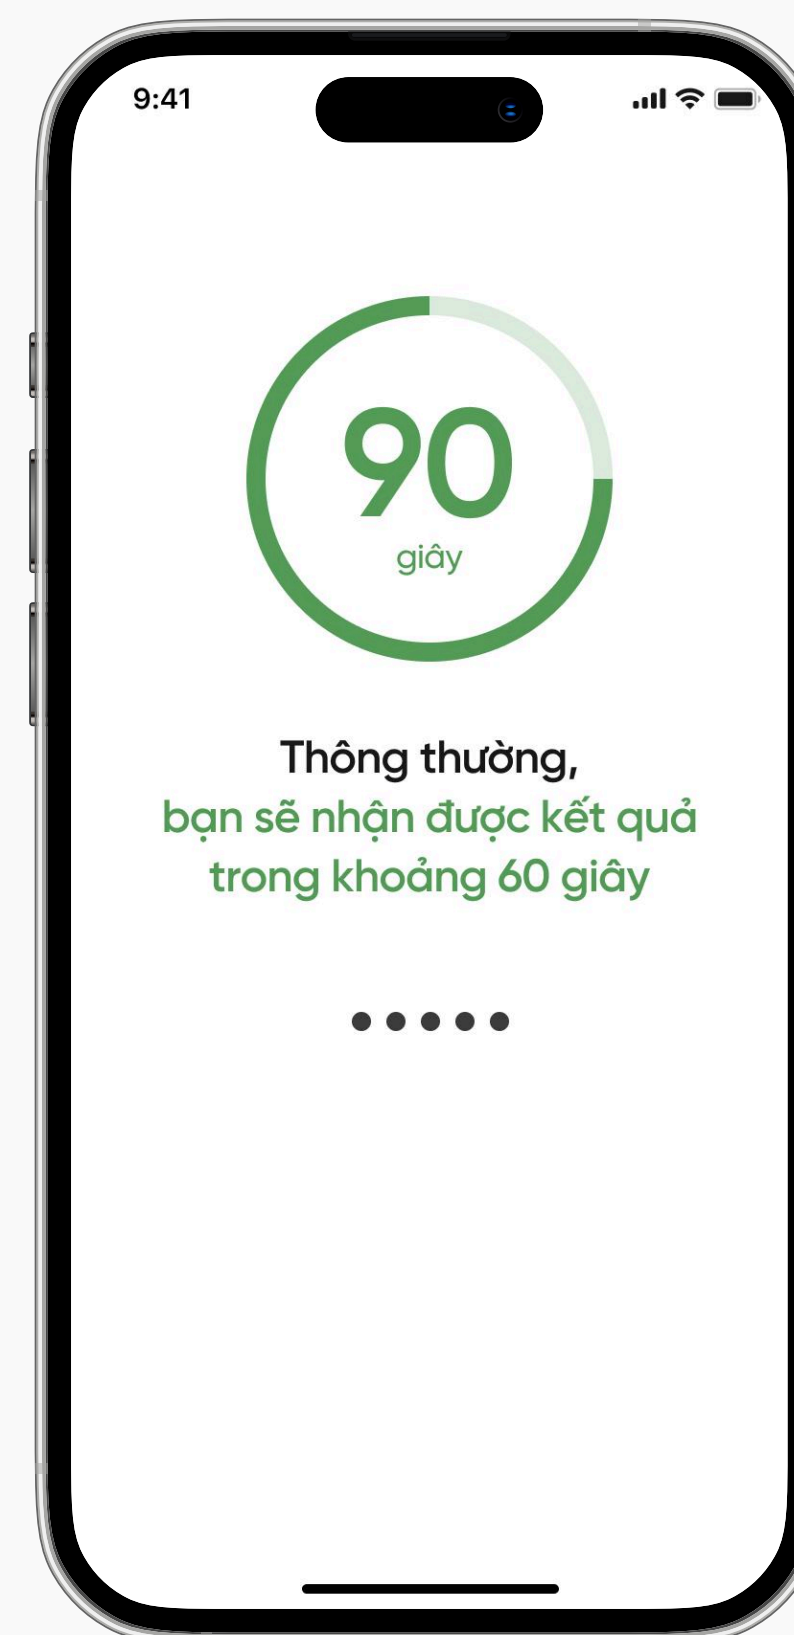 9:41
90
giây
Thông thường,
bạn sẽ nhận được kết quả
trong khoảng 60 giây